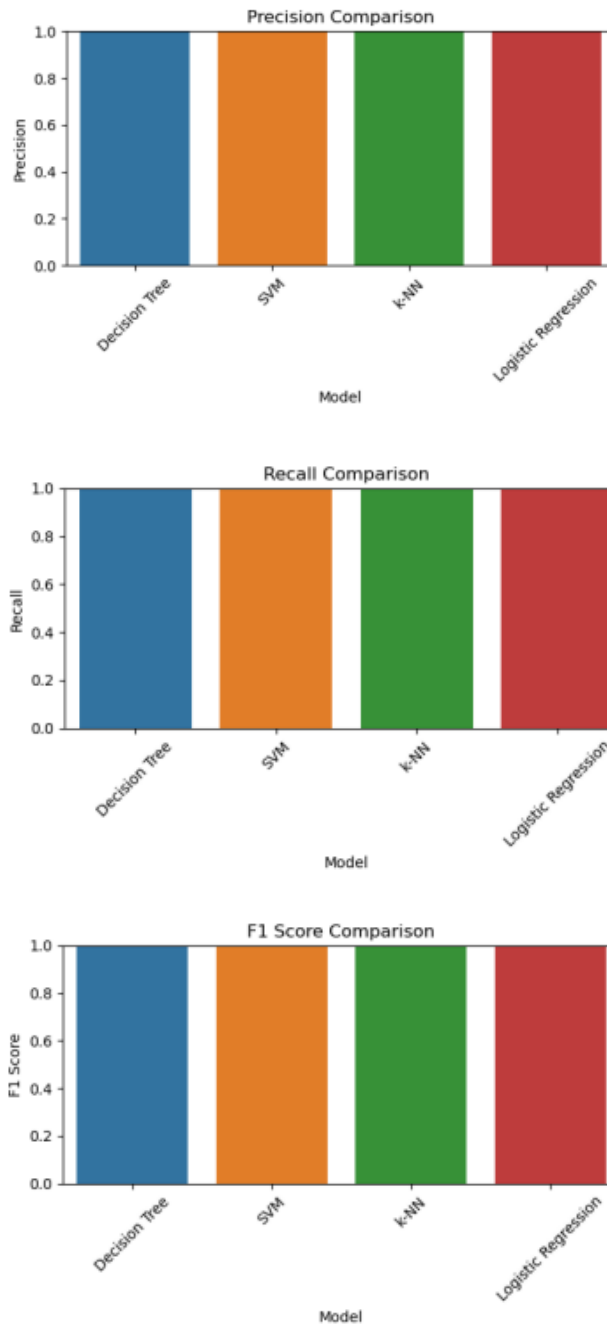 Precision Comparison
1.0
0.8
0.6
0.4
0.2
0.0
Precision
Decision Tree
SVM
k-NN
Logistic Regression
Model
Recall Comparison
1.0
0.8
0.6
0.4
0.2
0.0
Recall
Decision Tree
SVM
k-NN
Logistic Regression
Model
F1 Score Comparison
1.0
0.8
0.6
0.4
0.2
0.0
F1 Score
Decision Tree
SVM
k-NN
Logistic Regression
Model